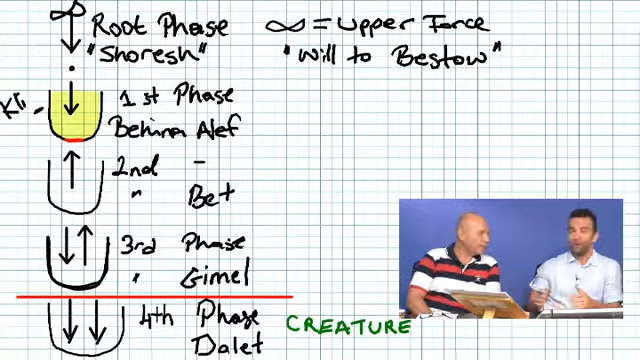 ∞ Root Phase
"Shoresh"
∞ = Upper Force
"Will to Bestow"
Kli
1st Phase
Behina Alef
2nd –
" Bet
3rd Phase
" Gimel
4th Phase
Dalet
CREATURE